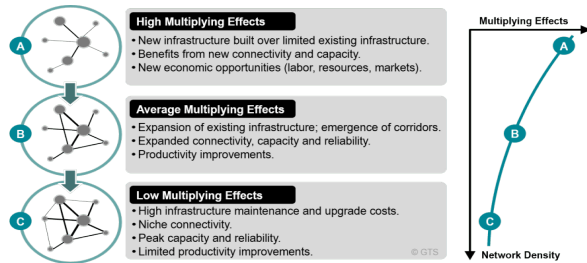 A
High Multiplying Effects
• New infrastructure built over limited existing infrastructure.
• Benefits from new connectivity and capacity.
• New economic opportunities (labor, resources, markets).
B
Average Multiplying Effects
• Expansion of existing infrastructure; emergence of corridors.
• Expanded connectivity, capacity and reliability.
• Productivity improvements.
C
Low Multiplying Effects
• High infrastructure maintenance and upgrade costs.
• Niche connectivity.
• Peak capacity and reliability.
• Limited productivity improvements.
© GTS
Multiplying Effects
A
B
C
Network Density